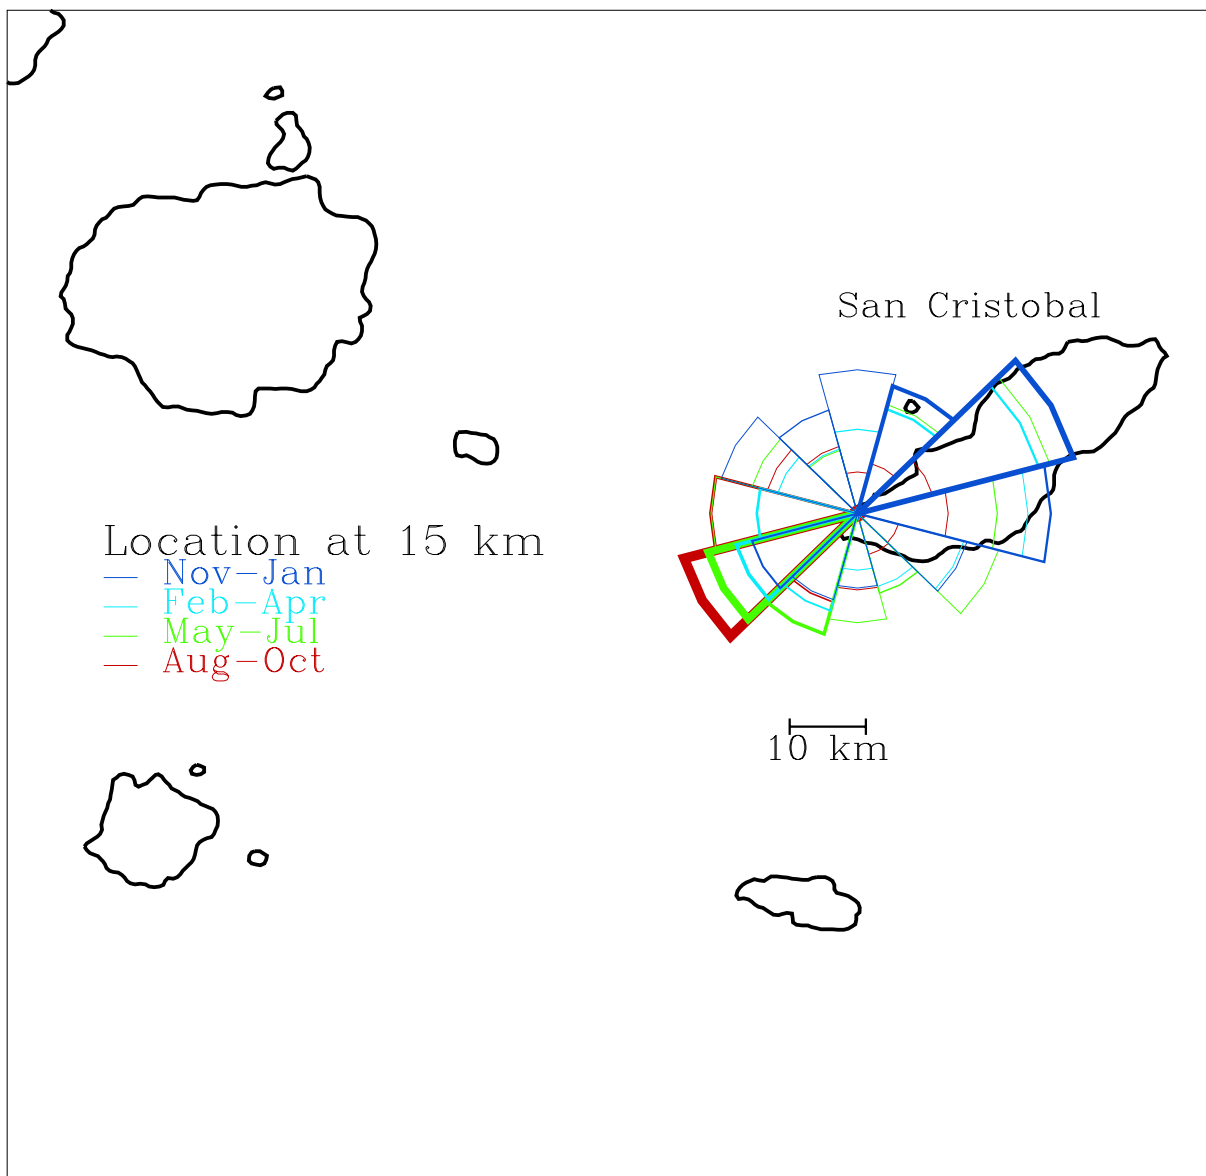 San Cristobal
Location at 15 km
Nov-Jan
Feb-Apr
May-Jul
Aug-Oct
10 km